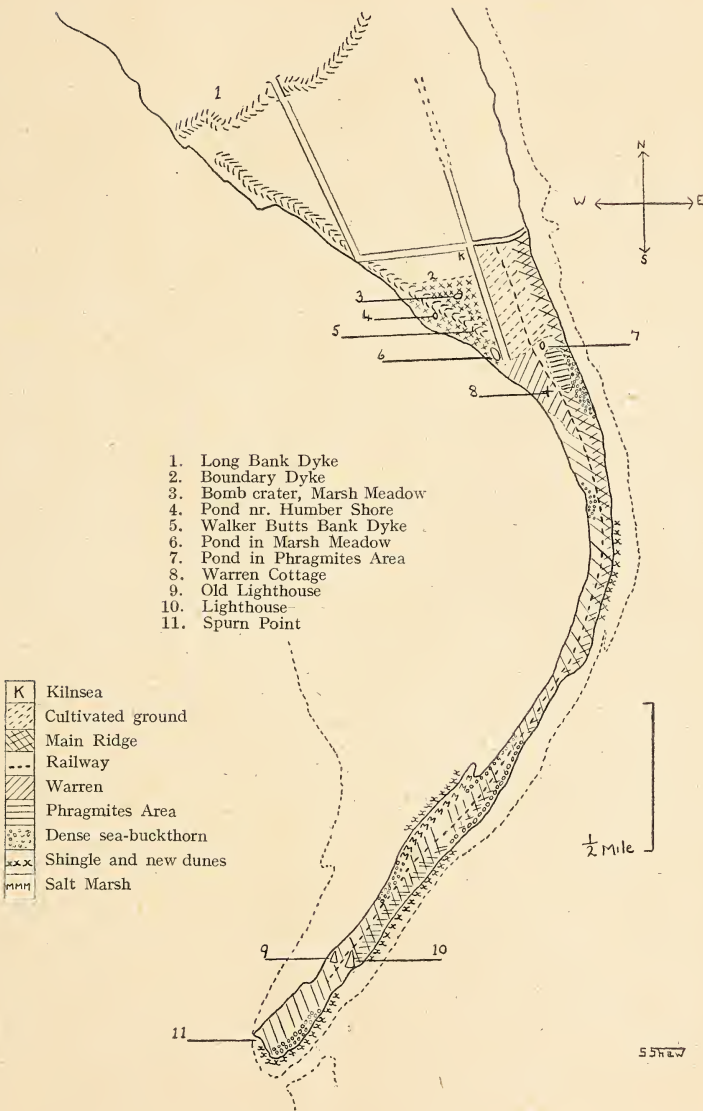 1
N
W E
S
K
2
3
4
5
6
7
8
1. Long Bank Dyke
2. Boundary Dyke
3. Bomb crater, Marsh Meadow
4. Pond nr. Humber Shore
5. Walker Butts Bank Dyke
6. Pond in Marsh Meadow
7. Pond in Phragmites Area
8. Warren Cottage
9. Old Lighthouse
10. Lighthouse
11. Spurn Point
K Kilnsea
Cultivated ground
Main Ridge
Railway
Warren
Phragmites Area
Dense sea-buckthorn
xxx Shingle and new dunes
MMM Salt Marsh
½ Mile
9
10
11
S Shaw